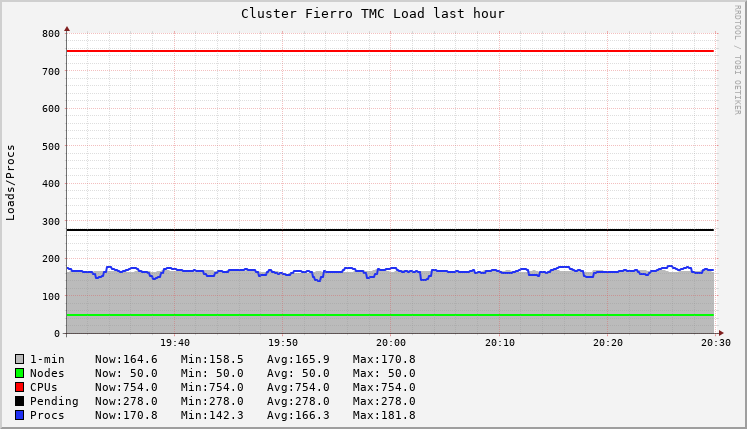 Cluster Fierro TMC Load last hour
RRDTOOL / TOBI OETIKER
Loads/Procs
800
700
600
500
400
300
200
100
0
19:40 19:50 20:00 20:10 20:20 20:30
1-min Now:164.6 Min:158.5 Avg:165.9 Max:170.8
Nodes Now: 50.0 Min: 50.0 Avg: 50.0 Max: 50.0
CPUs Now:754.0 Min:754.0 Avg:754.0 Max:754.0
Pending Now:278.0 Min:278.0 Avg:278.0 Max:278.0
Procs Now:170.8 Min:142.3 Avg:166.3 Max:181.8